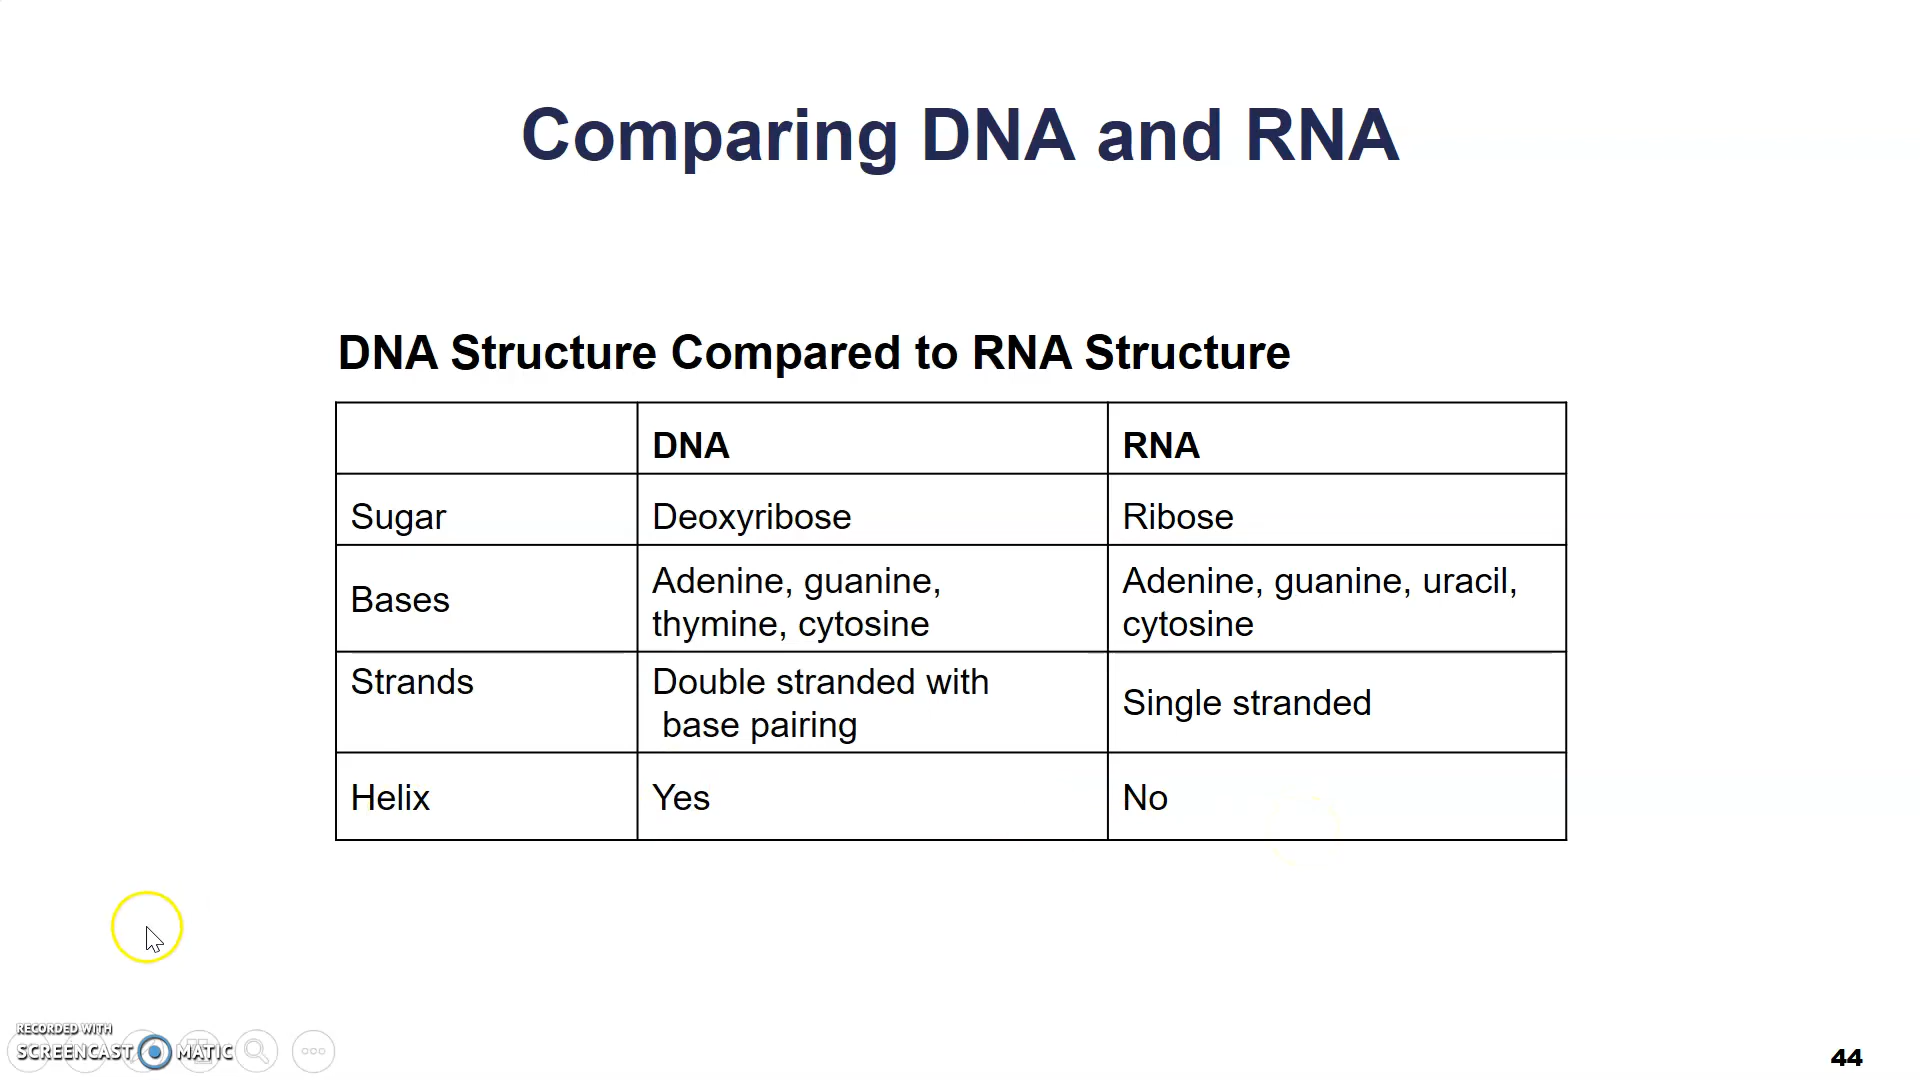 Comparing DNA and RNA
DNA Structure Compared to RNA Structure
DNA RNA
Sugar Deoxyribose Ribose
Bases Adenine, guanine, thymine, cytosine Adenine, guanine, uracil, cytosine
Strands Double stranded with base pairing Single stranded
Helix Yes No
RECORDED WITH
SCREENCAST MATIC
44